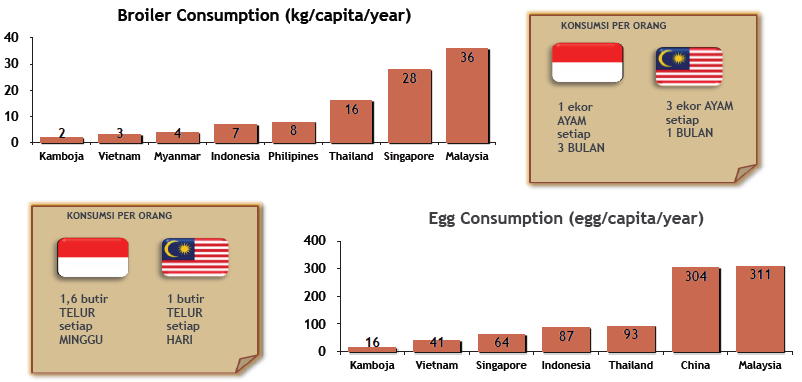 Broiler Consumption (kg/capita/year)
40
30
20
10
0
2
3
4
7
8
16
28
36
Kamboja
Vietnam
Myanmar
Indonesia
Philipines
Thailand
Singapore
Malaysia
KONSUMSI PER ORANG
1 ekor
AYAM
setiap
3 BULAN
3 ekor AYAM
setiap
1 BULAN
KONSUMSI PER ORANG
1,6 butir
TELUR
setiap
MINGGU
1 butir
TELUR
setiap
HARI
Egg Consumption (egg/capita/year)
400
300
200
100
0
16
41
64
87
93
304
311
Kamboja
Vietnam
Singapore
Indonesia
Thailand
China
Malaysia